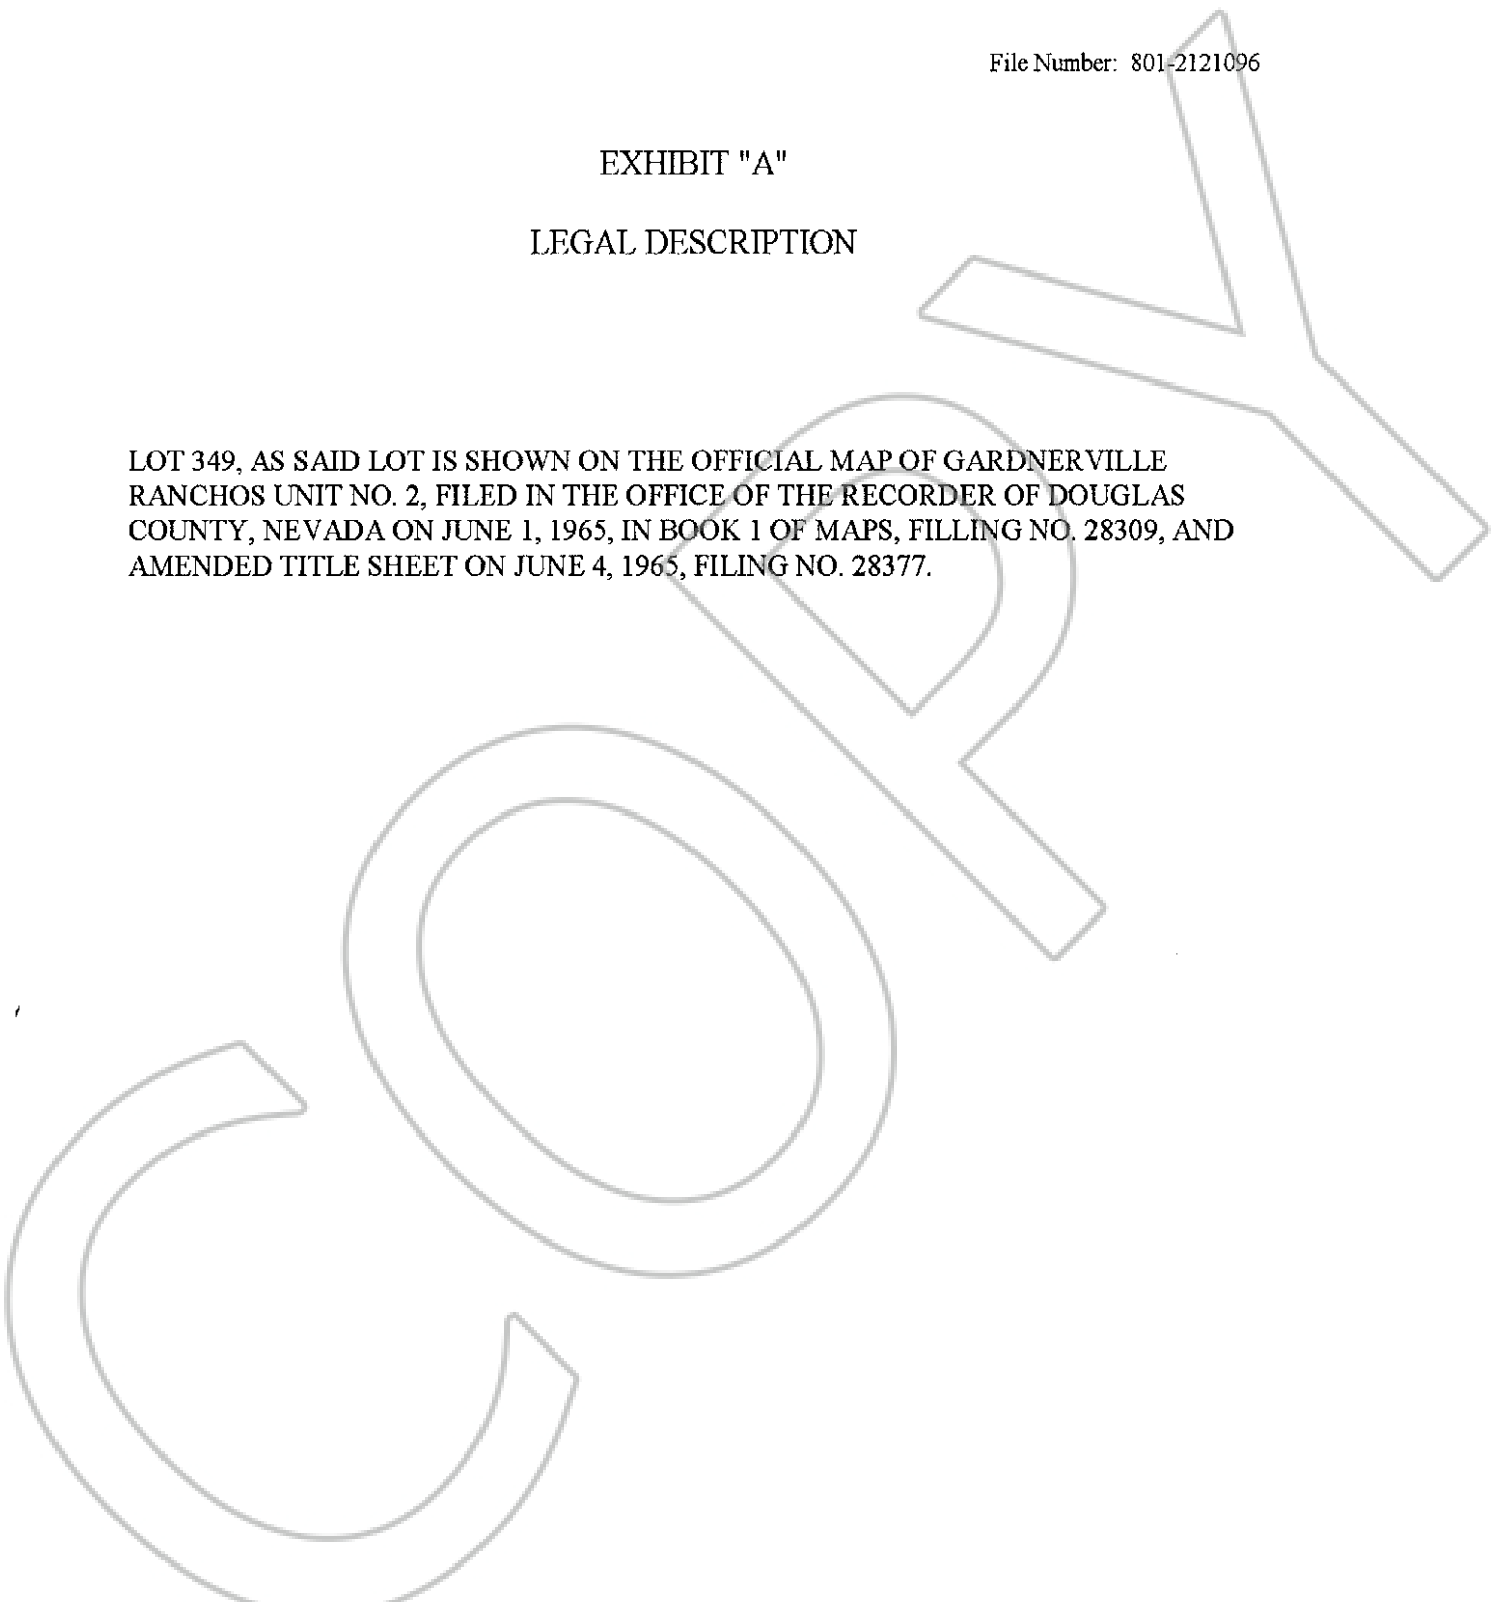 File Number: 801-2121096
EXHIBIT "A"
LEGAL DESCRIPTION
LOT 349, AS SAID LOT IS SHOWN ON THE OFFICIAL MAP OF GARDNERVILLE
RANCHOS UNIT NO. 2, FILED IN THE OFFICE OF THE RECORDER OF DOUGLAS
COUNTY, NEVADA ON JUNE 1, 1965, IN BOOK 1 OF MAPS, FILLING NO. 28309, AND
AMENDED TITLE SHEET ON JUNE 4, 1965, FILING NO. 28377.
COPY